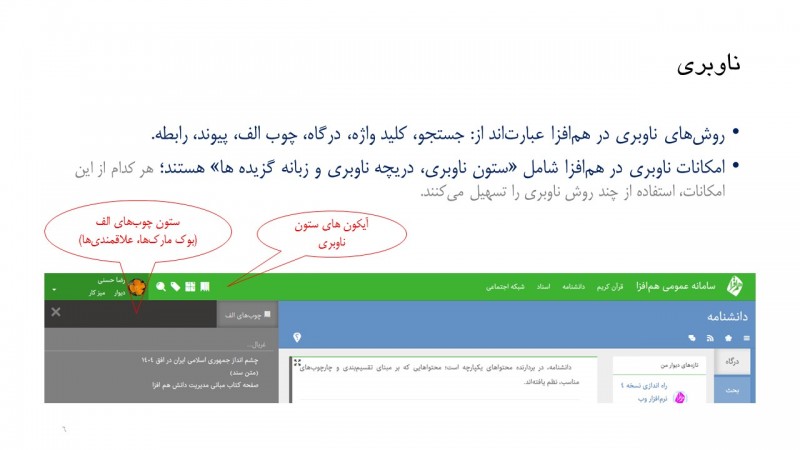 ناوبری
• روش‌های ناوبری در هم‌افزا عبارت‌اند از: جستجو، کلید واژه، درگاه، چوب الف، پیوند، رابطه.
• امکانات ناوبری در هم‌افزا شامل «ستون ناوبری، دریچه ناوبری و زبانه گزیده ها» هستند؛ هر کدام از این
امکانات، استفاده از چند روش ناوبری را تسهیل می‌کنند.
آیکون های ستون
ناوبری
ستون چوب‌های الف
(بوک مارک‌ها، علاقمندی‌ها)
سامانه عمومی هم‌افزا
قرآن کریم
دانشنامه
اسناد
شبکه اجتماعی
رضا حسنی
دیوار
میز کار
دانشنامه
چوب‌های الف
غربال...
چشم انداز جمهوری اسلامی ایران در افق ۱۴۰۴
(متن سند)
صفحه کتاب مبانی مدیریت دانش هم افزا
درگاه
بحث
تازه‌های دیوار من
راه اندازی نسخه ۴
نرم‌افزار وب
دانشنامه، در بردارنده محتواهای یکپارچه است؛ محتواهایی که بر مبنای تقسیم‌بندی و چارچوب‌های
مناسب، نظم یافته‌اند.
۶